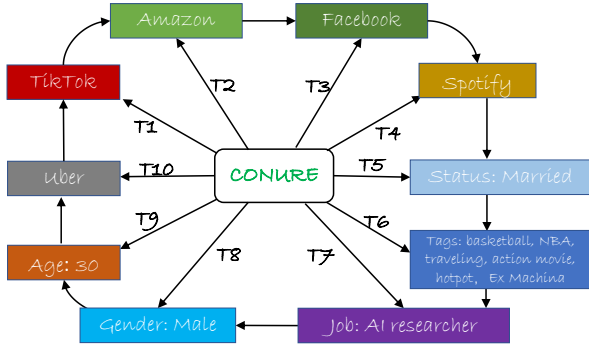 Amazon
Facebook
TikTok
Spotify
T2
T3
T1
T4
T10
CONURE
T5
Uber
Status: Married
T9
T6
Tags: basketball, NBA,
traveling, action movie,
hotpot, Ex Machina
Age: 30
T8
T7
Gender: Male
Job: AI researcher